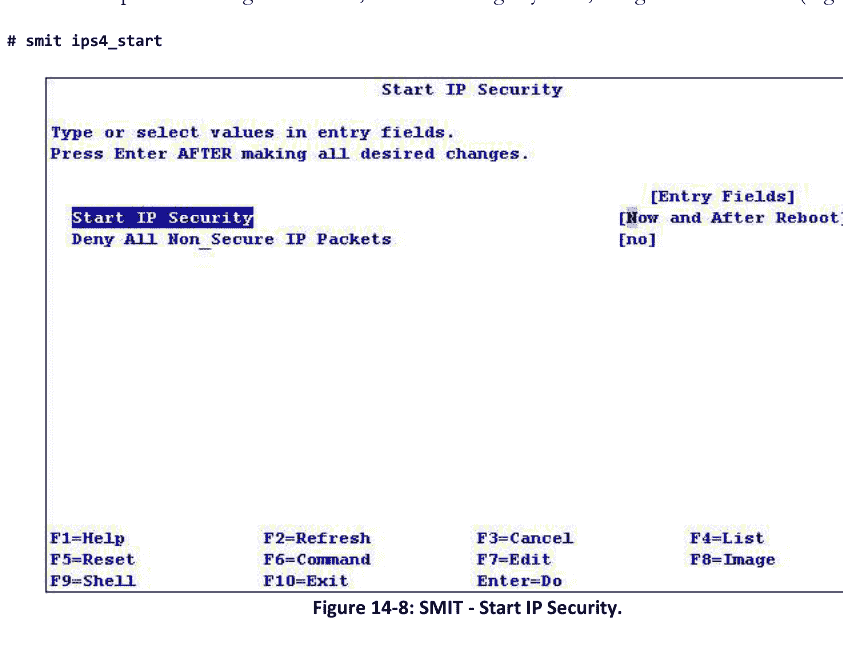 # smit ips4_start
Start IP Security
Type or select values in entry fields.
Press Enter AFTER making all desired changes.
[Entry Fields]
Start IP Security [Now and After Reboot]
Deny All Non_Secure IP Packets [no]
F1=Help F2=Refresh F3=Cancel F4=List
F5=Reset F6=Command F7=Edit F8=Image
F9=Shell F10=Exit Enter=Do
Figure 14-8: SMIT - Start IP Security.